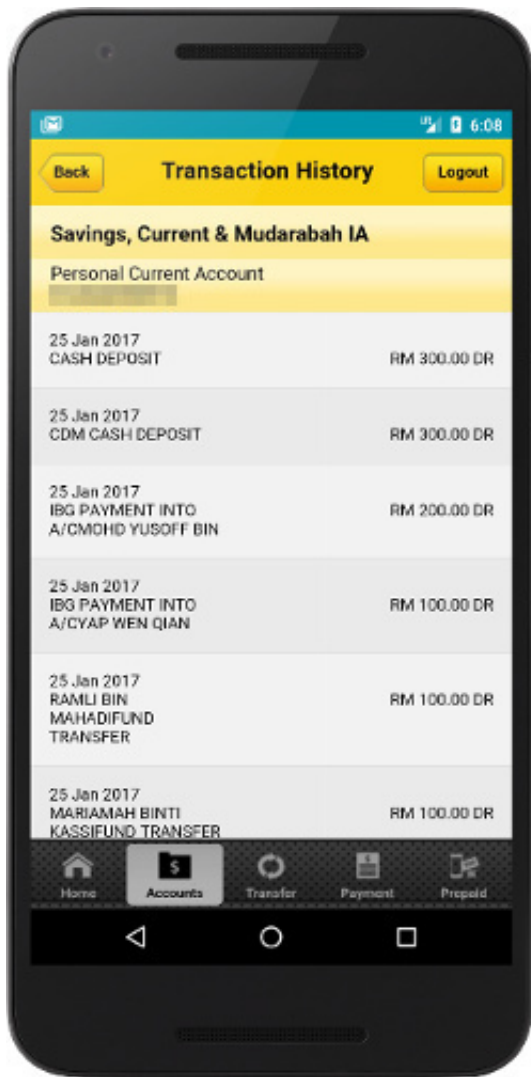 6:08
Back
Transaction History
Logout
Savings, Current & Mudarabah IA
Personal Current Account
25 Jan 2017
CASH DEPOSIT
RM 300.00 DR
25 Jan 2017
CDM CASH DEPOSIT
RM 300.00 DR
25 Jan 2017
IBG PAYMENT INTO
A/CMOHD YUSOFF BIN
RM 200.00 DR
25 Jan 2017
IBG PAYMENT INTO
A/CYAP WEN QIAN
RM 100.00 DR
25 Jan 2017
RAMLI BIN
MAHADIFUND
TRANSFER
RM 100.00 DR
25 Jan 2017
MARIAMAH BINTI
KASSIFUND TRANSFER
RM 100.00 DR
Home
Accounts
Transfer
Payment
Prepaid